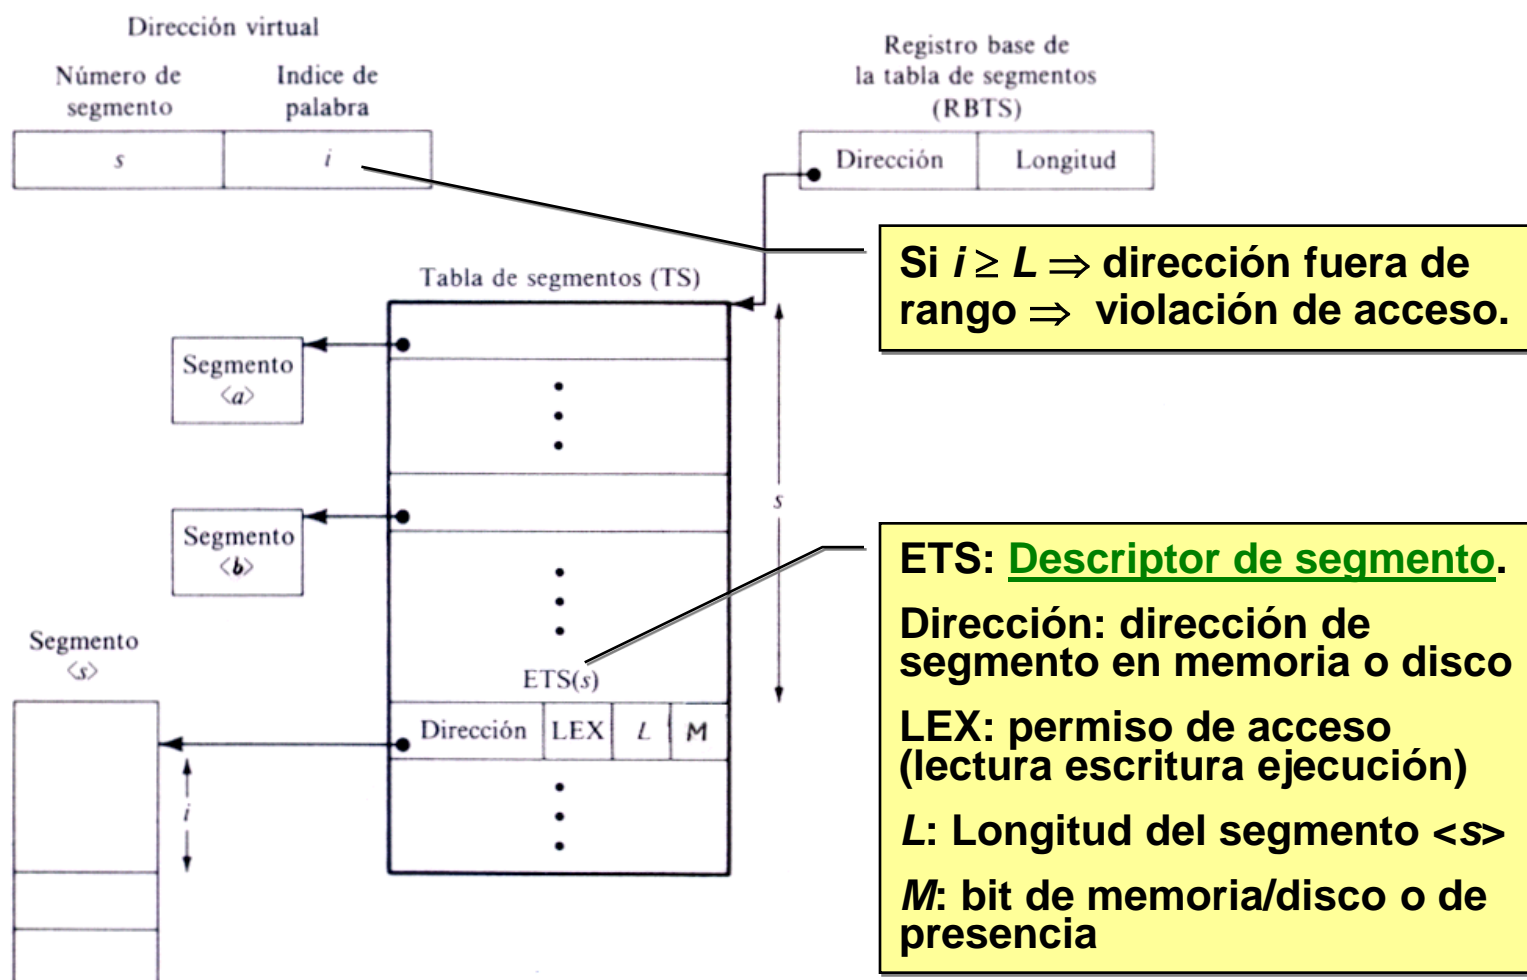 Dirección virtual
Número de
segmento
Indice de
palabra
s
i
Registro base de
la tabla de segmentos
(RBTS)
Dirección
Longitud
Si i ≥ L ⇒ dirección fuera de
rango ⇒ violación de acceso.
Tabla de segmentos (TS)
Segmento
<a>
Segmento
<b>
s
Segmento
<s>
ETS(s)
Dirección
LEX
L
M
i
ETS: Descriptor de segmento.
Dirección: dirección de
segmento en memoria o disco
LEX: permiso de acceso
(lectura escritura ejecución)
L: Longitud del segmento <s>
M: bit de memoria/disco o de
presencia